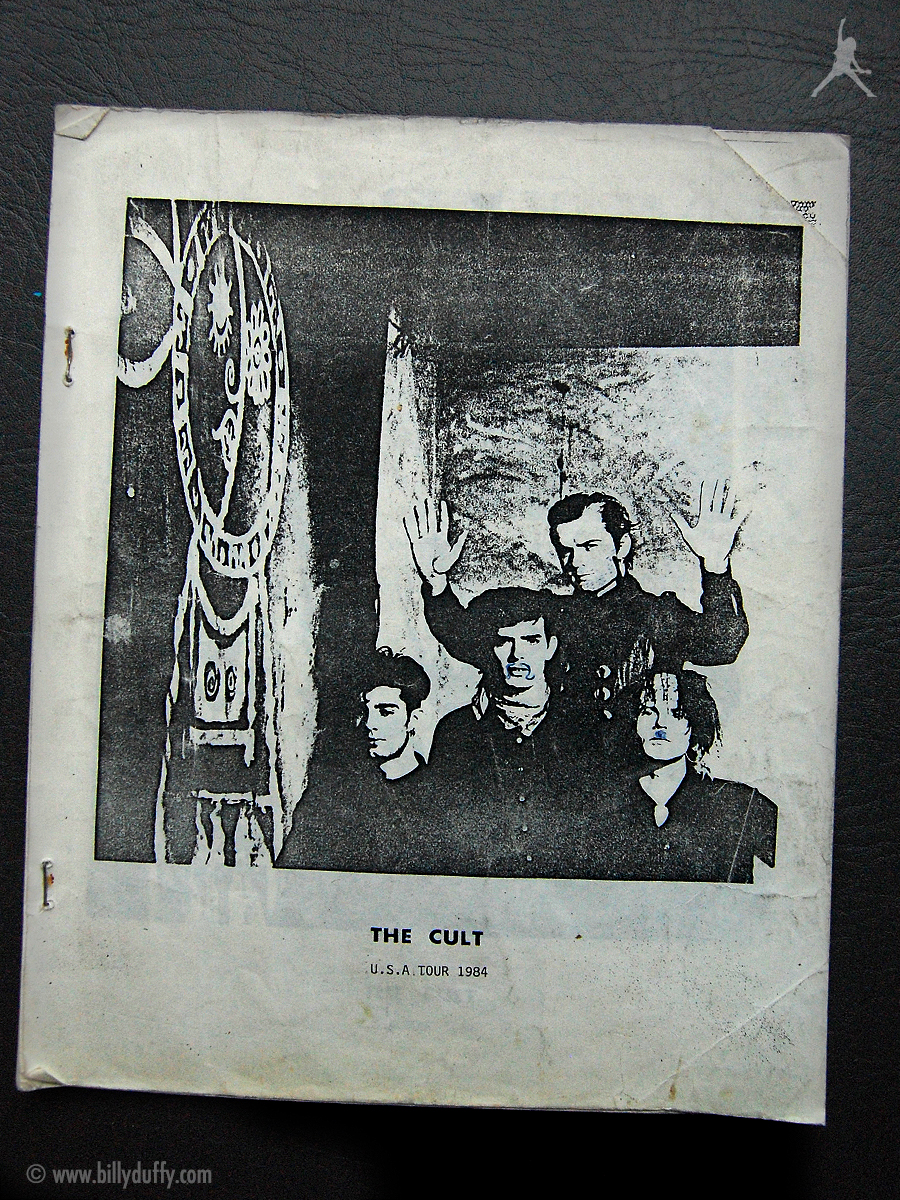 THE CULT
U.S.A.TOUR 1984
© www.billyduffy.com